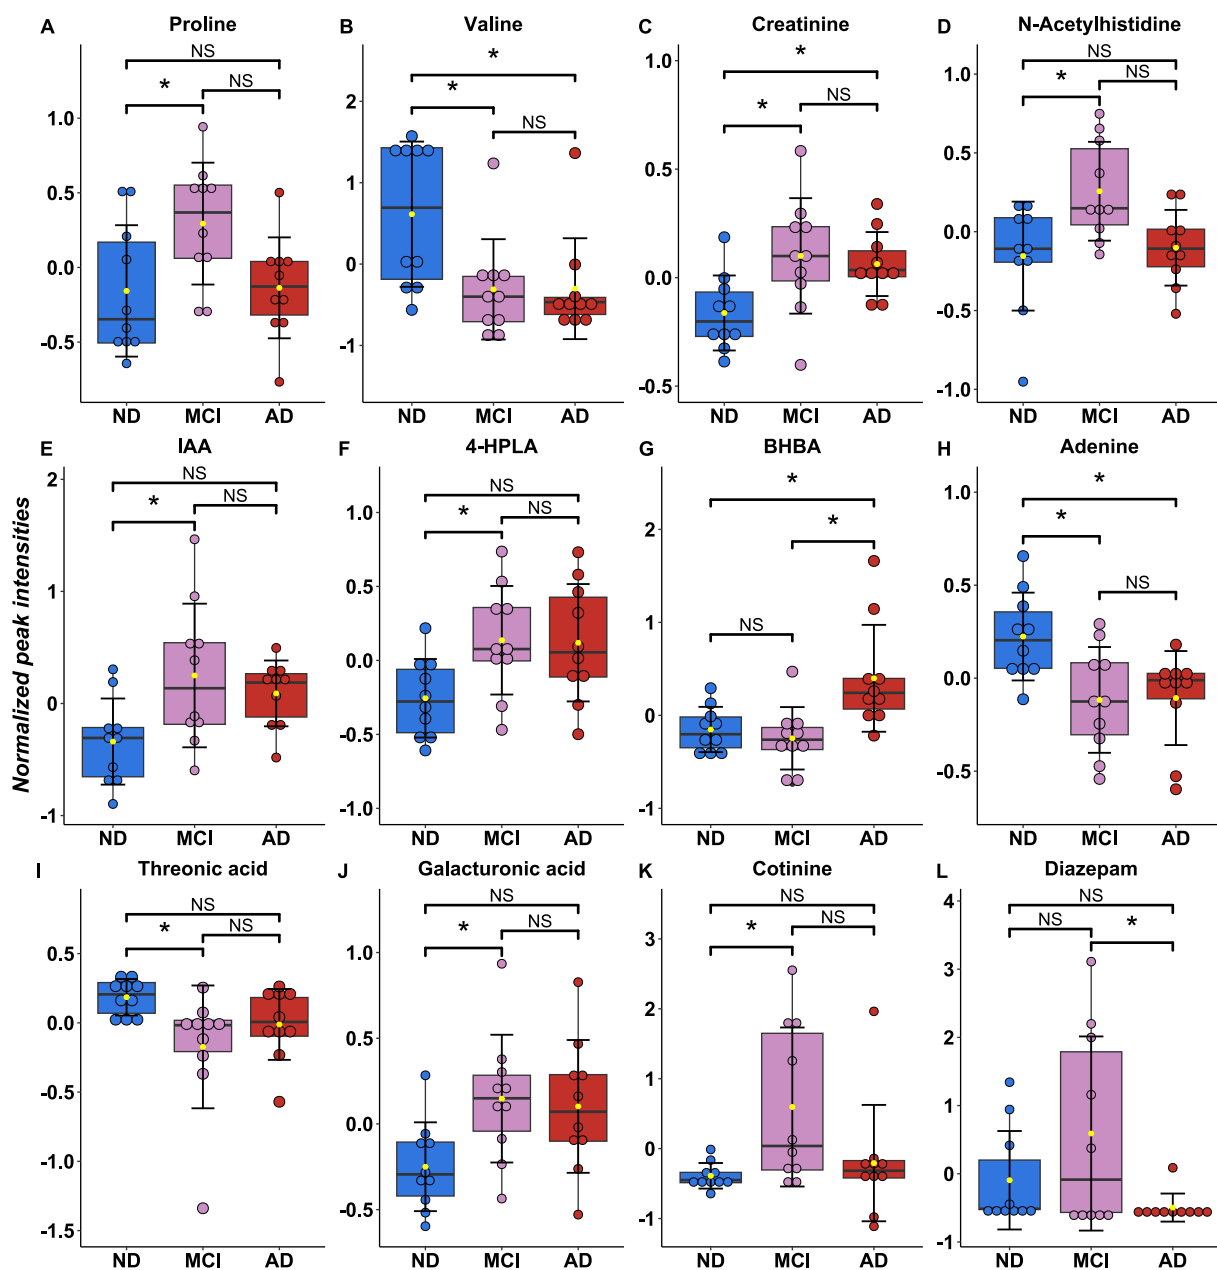 A Proline
NS
* NS
1.0
0.5
0.0
-0.5
ND MCI AD
B Valine
*
* NS
2
1
0
-1
ND MCI AD
C Creatinine
*
* NS
1.0
0.5
0.0
-0.5
ND MCI AD
D N-Acetylhistidine
NS
* NS
1.0
0.5
0.0
-0.5
-1.0
ND MCI AD
Normalized peak intensities
E IAA
NS
* NS
2
1
0
-1
ND MCI AD
F 4-HPLA
NS
* NS
1.0
0.5
0.0
-0.5
-1.0
ND MCI AD
G BHBA
*
*
NS
2
1
0
-1
ND MCI AD
H Adenine
*
*
NS
1.0
0.5
0.0
-0.5
ND MCI AD
I Threonic acid
NS
* NS
0.5
0.0
-0.5
-1.0
-1.5
ND MCI AD
J Galacturonic acid
NS
* NS
1.0
0.5
0.0
-0.5
ND MCI AD
K Cotinine
NS
* NS
3
2
1
0
-1
ND MCI AD
L Diazepam
NS
NS *
4
3
2
1
0
-1
ND MCI AD